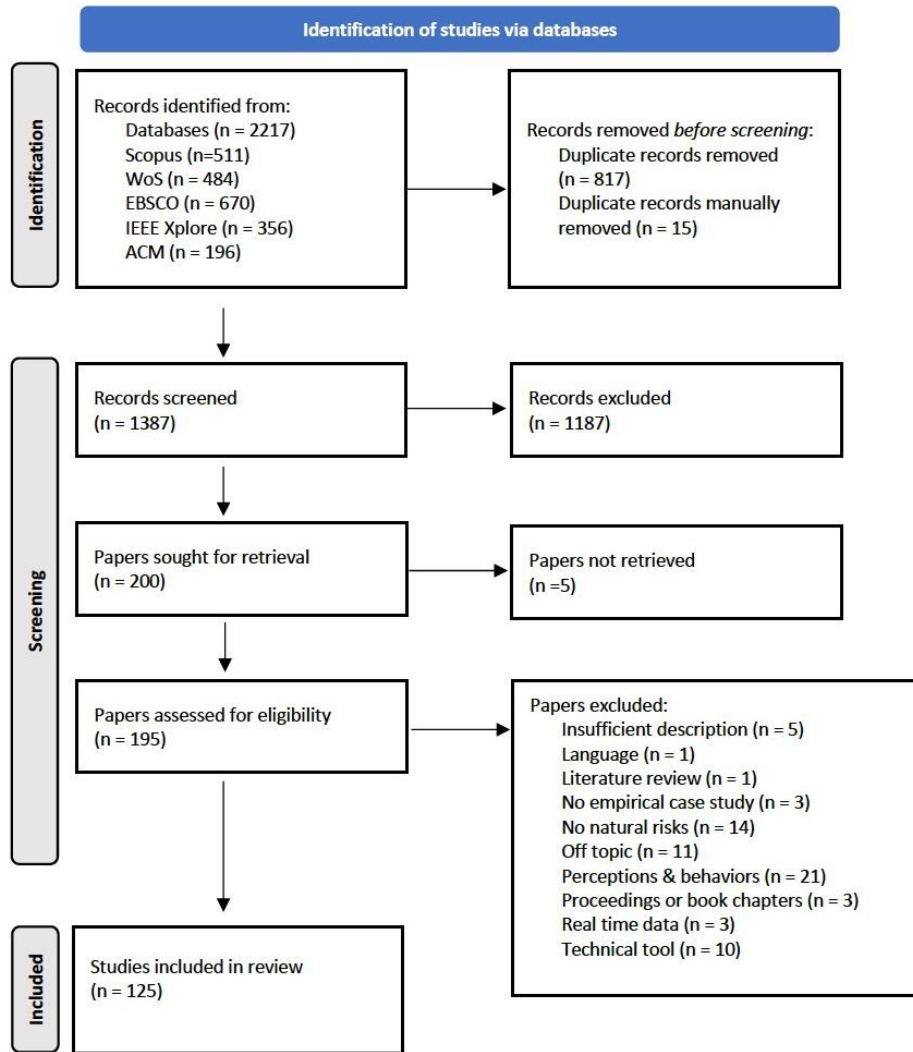 Identification of studies via databases
Identification
Records identified from:
Databases (n = 2217)
Scopus (n=511)
WoS (n = 484)
EBSCO (n = 670)
IEEE Xplore (n = 356)
ACM (n = 196)
Records removed before screening:
Duplicate records removed
(n = 817)
Duplicate records manually
removed (n = 15)
Screening
Records screened
(n = 1387)
Records excluded
(n = 1187)
Papers sought for retrieval
(n = 200)
Papers not retrieved
(n =5)
Papers assessed for eligibility
(n = 195)
Papers excluded:
Insufficient description (n = 5)
Language (n = 1)
Literature review (n = 1)
No empirical case study (n = 3)
No natural risks (n = 14)
Off topic (n = 11)
Perceptions & behaviors (n = 21)
Proceedings or book chapters (n = 3)
Real time data (n = 3)
Technical tool (n = 10)
Included
Studies included in review
(n = 125)